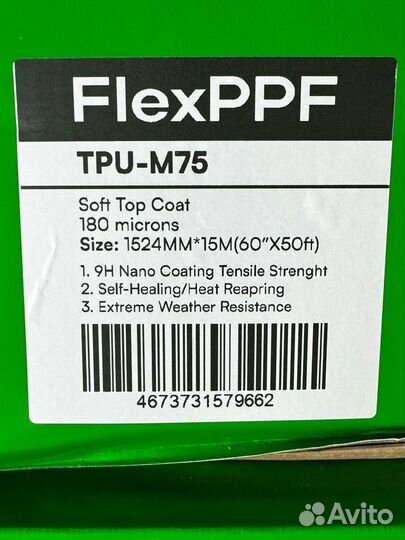 FlexPPF
TPU-M75
Soft Top Coat
180 microns
Size: 1524MM*15M(60”X50ft)
1. 9H Nano Coating Tensile Strenght
2. Self-Healing/Heat Reapring
3. Extreme Weather Resistance
4673731579662
Avito